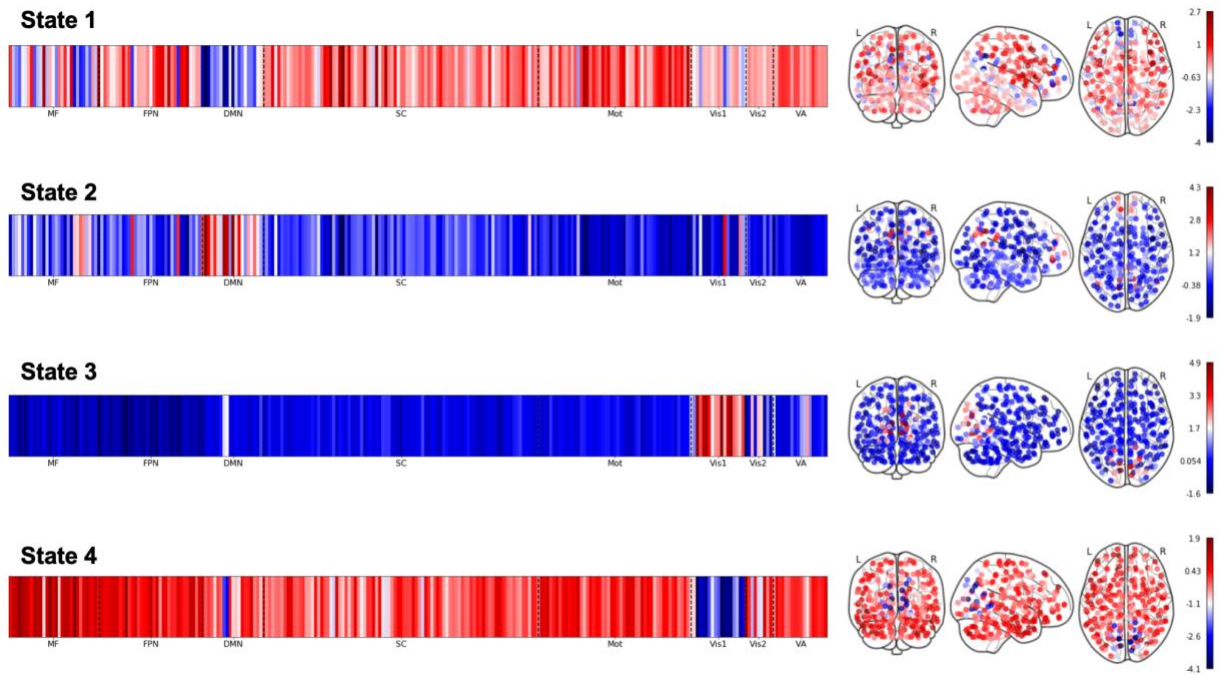 State 1
MF FPN DMN SC Mot Vis1 Vis2 VA
L R
2.7
1
-0.63
-2.3
-4
State 2
MF FPN DMN SC Mot Vis1 Vis2 VA
L R
4.3
2.8
1.2
-0.38
-1.9
State 3
MF FPN DMN SC Mot Vis1 Vis2 VA
L R
4.9
3.3
1.7
0.054
-1.6
State 4
MF FPN DMN SC Mot Vis1 Vis2 VA
L R
1.9
0.43
-1.1
-2.6
-4.1